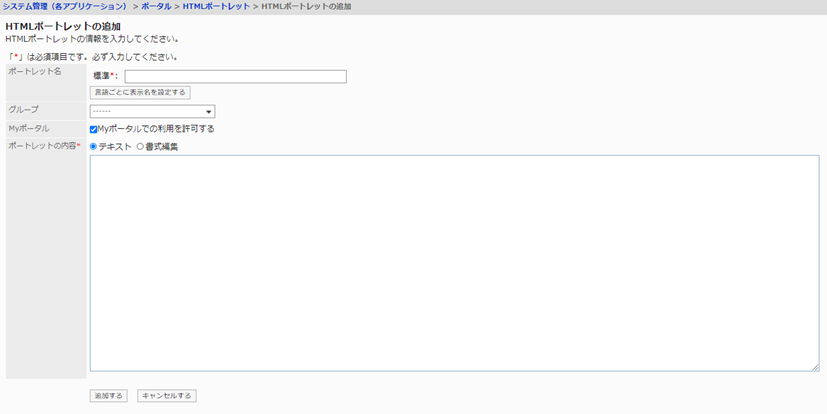 システム管理（各アプリケーション） > ポータル > HTMLポートレット > HTMLポートレットの追加
HTMLポートレットの追加
HTMLポートレットの情報を入力してください。
「*」は必須項目です。必ず入力してください。
ポートレット名
標準*：
言語ごとに表示名を設定する
グループ
------
Myポータル
Myポータルでの利用を許可する
ポートレットの内容*
テキスト 書式編集
追加する キャンセルする